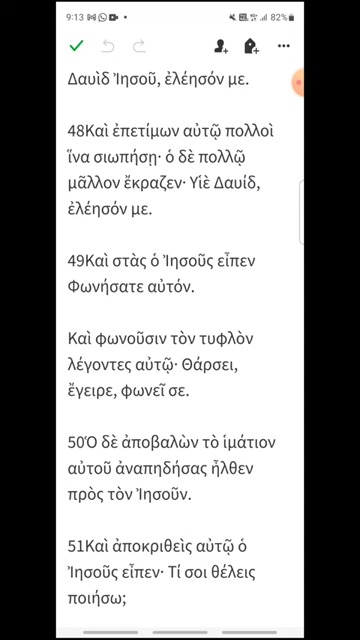 9:13
82%
Δαυὶδ Ἰησοῦ, ἐλέησόν με.
48Καὶ ἐπετίμων αὐτῷ πολλοὶ
ἵνα σιωπήσῃ· ὁ δὲ πολλῷ
μᾶλλον ἔκραζεν· Υἱὲ Δαυίδ,
ἐλέησόν με.
49Καὶ στὰς ὁ Ἰησοῦς εἶπεν
Φωνήσατε αὐτόν.
Καὶ φωνοῦσιν τὸν τυφλὸν
λέγοντες αὐτῷ· Θάρσει,
ἔγειρε, φωνεῖ σε.
50Ὁ δὲ ἀποβαλὼν τὸ ἱμάτιον
αὐτοῦ ἀναπηδήσας ἦλθεν
πρὸς τὸν Ἰησοῦν.
51Καὶ ἀποκριθεὶς αὐτῷ ὁ
Ἰησοῦς εἶπεν· Τί σοι θέλεις
ποιήσω;